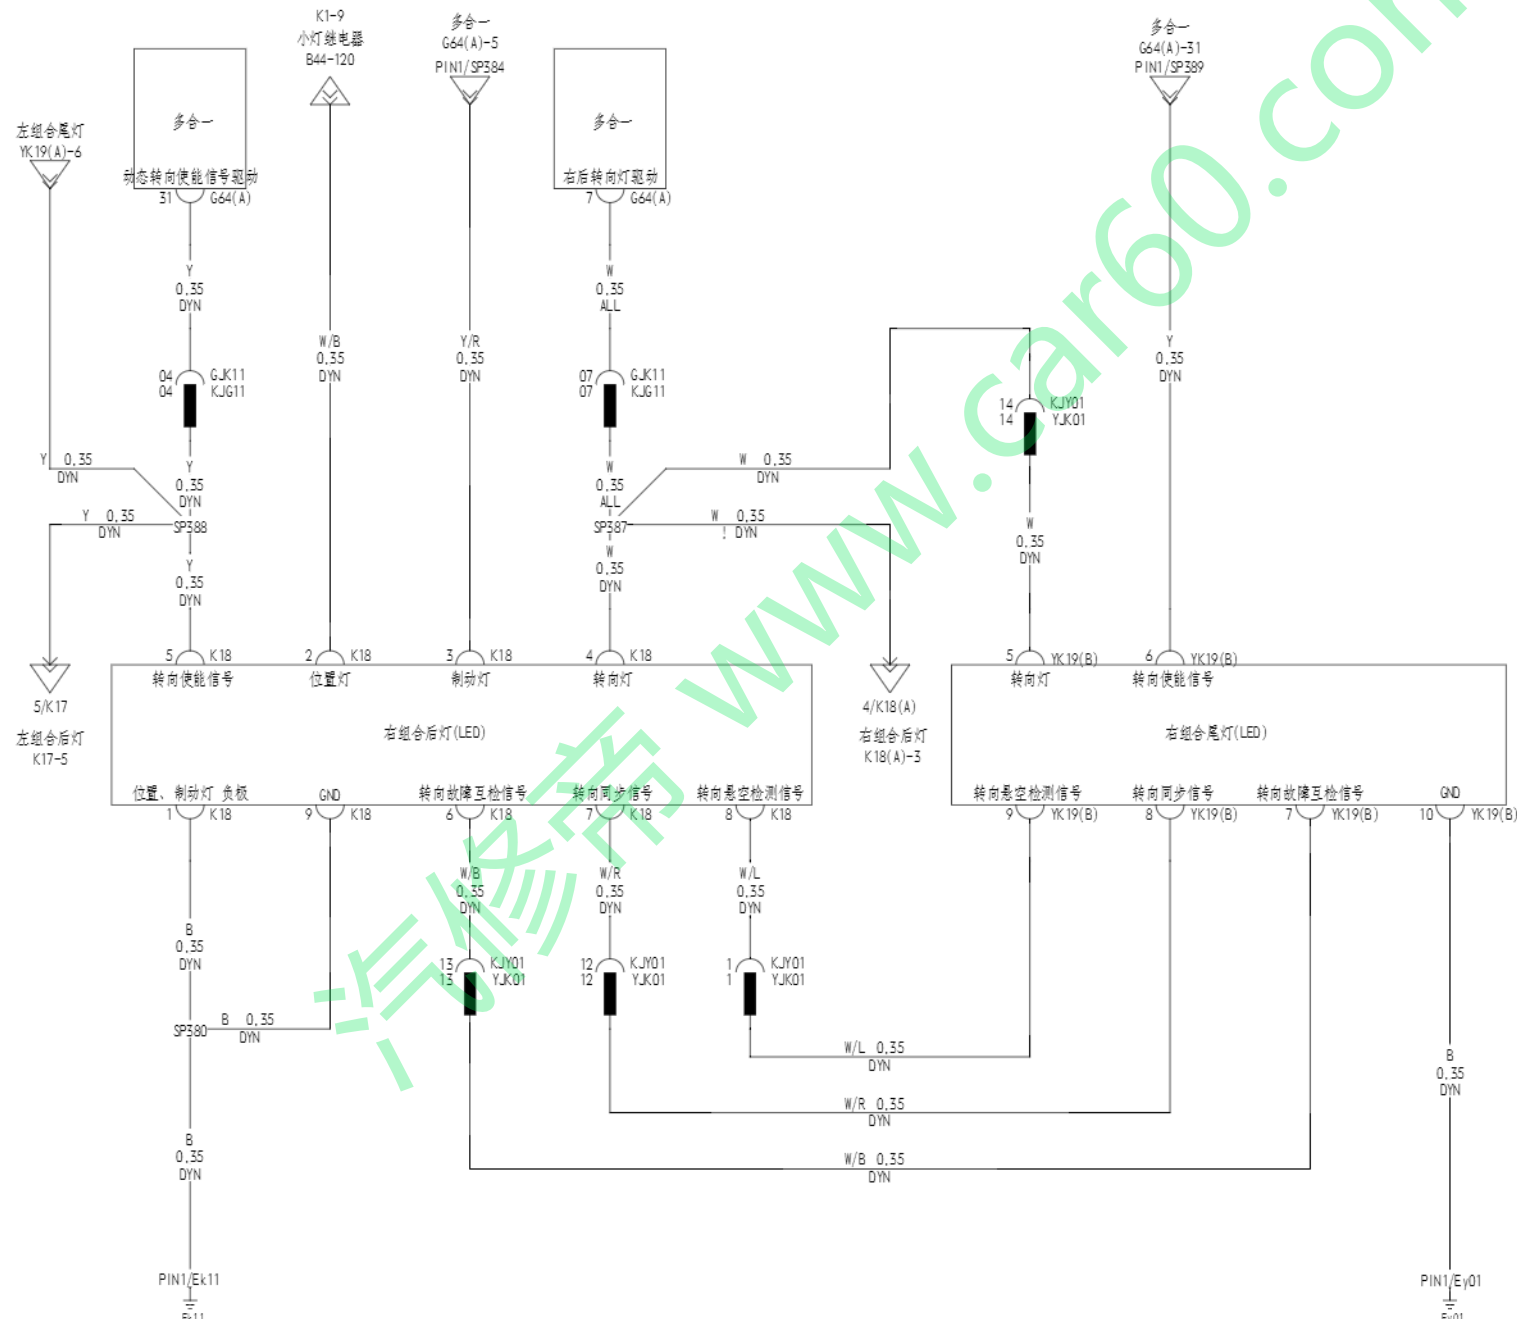 K1-9
小灯继电器
B44-120
多合一
G64(A)-5
PIN1/SP384
多合一
G64(A)-31
PIN1/SP389
左组合尾灯
YK19(A)-6
多合一
动态转向使能信号驱动
31 G64(A)
多合一
右后转向灯驱动
7 G64(A)
Y
0.35
DYN
W
0.35
ALL
W/B
0.35
DYN
Y/R
0.35
DYN
Y
0.35
DYN
04 GJK11
04 KJG11
07 GJK11
07 KJG11
14 KJY01
14 YJK01
Y 0.35
DYN
Y
0.35
DYN
W
0.35
ALL
W 0.35
DYN
Y 0.35
DYN
SP388
SP387
W 0.35
! DYN
W
0.35
DYN
Y
0.35
DYN
W
0.35
DYN
5 K18
2 K18
3 K18
4 K18
5 YK19(B)
6 YK19(B)
转向使能信号
位置灯
制动灯
转向灯
转向灯
转向使能信号
5/K17
左组合后灯
K17-5
右组合后灯(LED)
4/K18(A)
右组合后灯
K18(A)-3
右组合尾灯(LED)
位置、制动灯 负极
GND
转向故障互检信号
转向同步信号
转向悬空检测信号
转向悬空检测信号
转向同步信号
转向故障互检信号
GND
1 K18
9 K18
6 K18
7 K18
8 K18
9 YK19(B)
8 YK19(B)
7 YK19(B)
10 YK19(B)
W/B
0.35
DYN
W/R
0.35
DYN
W/L
0.35
DYN
B
0.35
DYN
13 KJY01
13 YJK01
12 KJY01
12 YJK01
1 KJY01
1 YJK01
SP380
B 0.35
DYN
W/L 0.35
DYN
W/R 0.35
DYN
W/B 0.35
DYN
B
0.35
DYN
B
0.35
DYN
PIN1/Ek11
Ek11
PIN1/Ey01
Ey01
汽修帝 www.car60.com